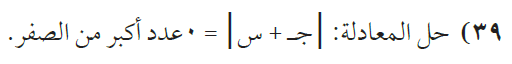 ٣٩) حل المعادلة: |جـ + س| = ٠ عدد أكبر من الصفر.